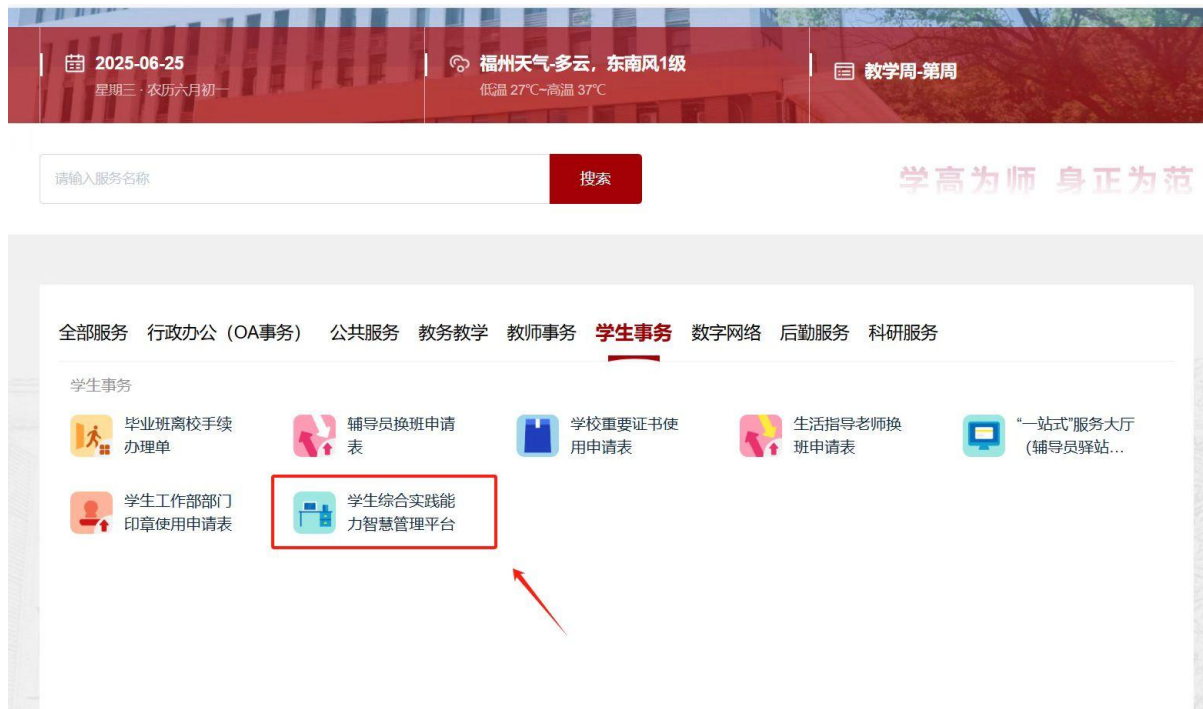 2025-06-25
星期三 · 农历六月初一
福州天气-多云，东南风1级
低温 27℃~高温 37℃
教学周-第周
请输入服务名称
搜索
学高为师 身正为范
全部服务 行政办公（OA事务） 公共服务 教务教学 教师事务 学生事务 数字网络 后勤服务 科研服务
学生事务
毕业班离校手续
办理单
辅导员换班申请
表
学校重要证书使
用申请表
生活指导老师换
班申请表
“一站式”服务大厅
（辅导员驿站...
学生工作部部门
印章使用申请表
学生综合实践能
力智慧管理平台